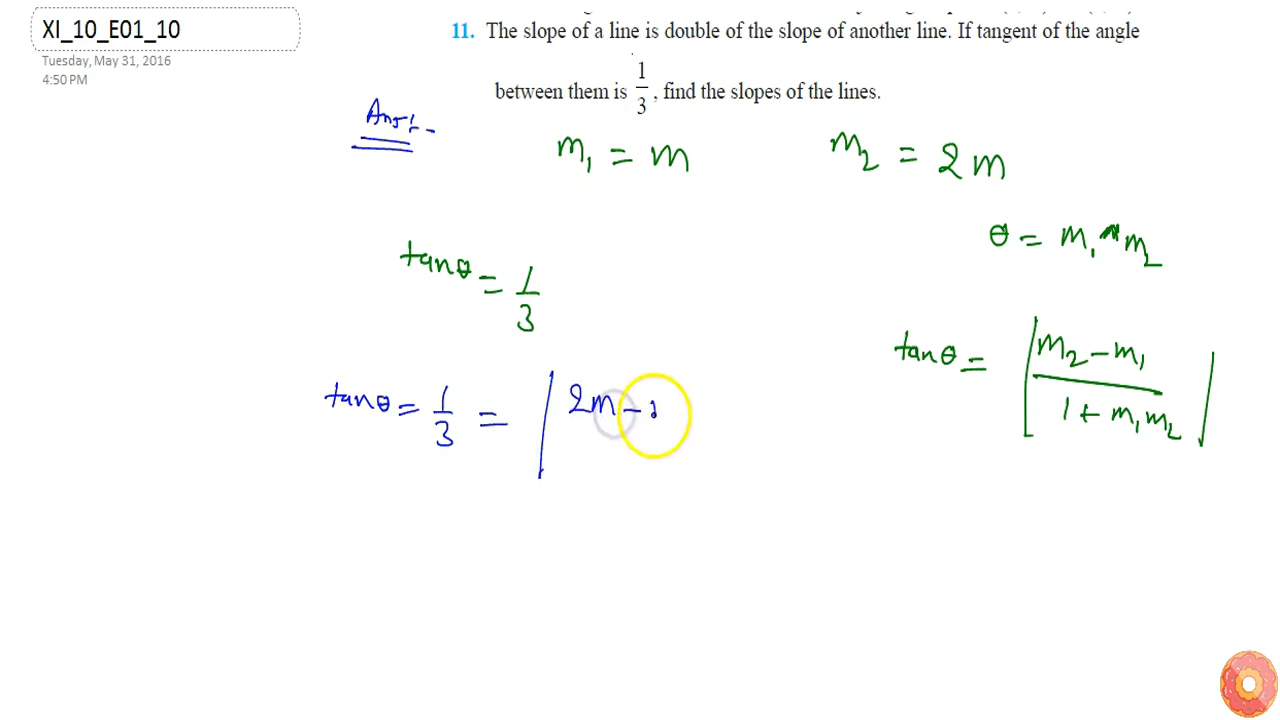 XI_10_E01_10
Tuesday, May 31, 2016
4:50 PM
11. The slope of a line is double of the slope of another line. If tangent of the angle
between them is 1/3, find the slopes of the lines.
Ans:-
m₁ = m
m₂ = 2m
θ = m₁ ^ m₂
tanθ = 1/3
tanθ = |(m₂ - m₁)/(1 + m₁m₂)|
tanθ = 1/3 = | 2m -